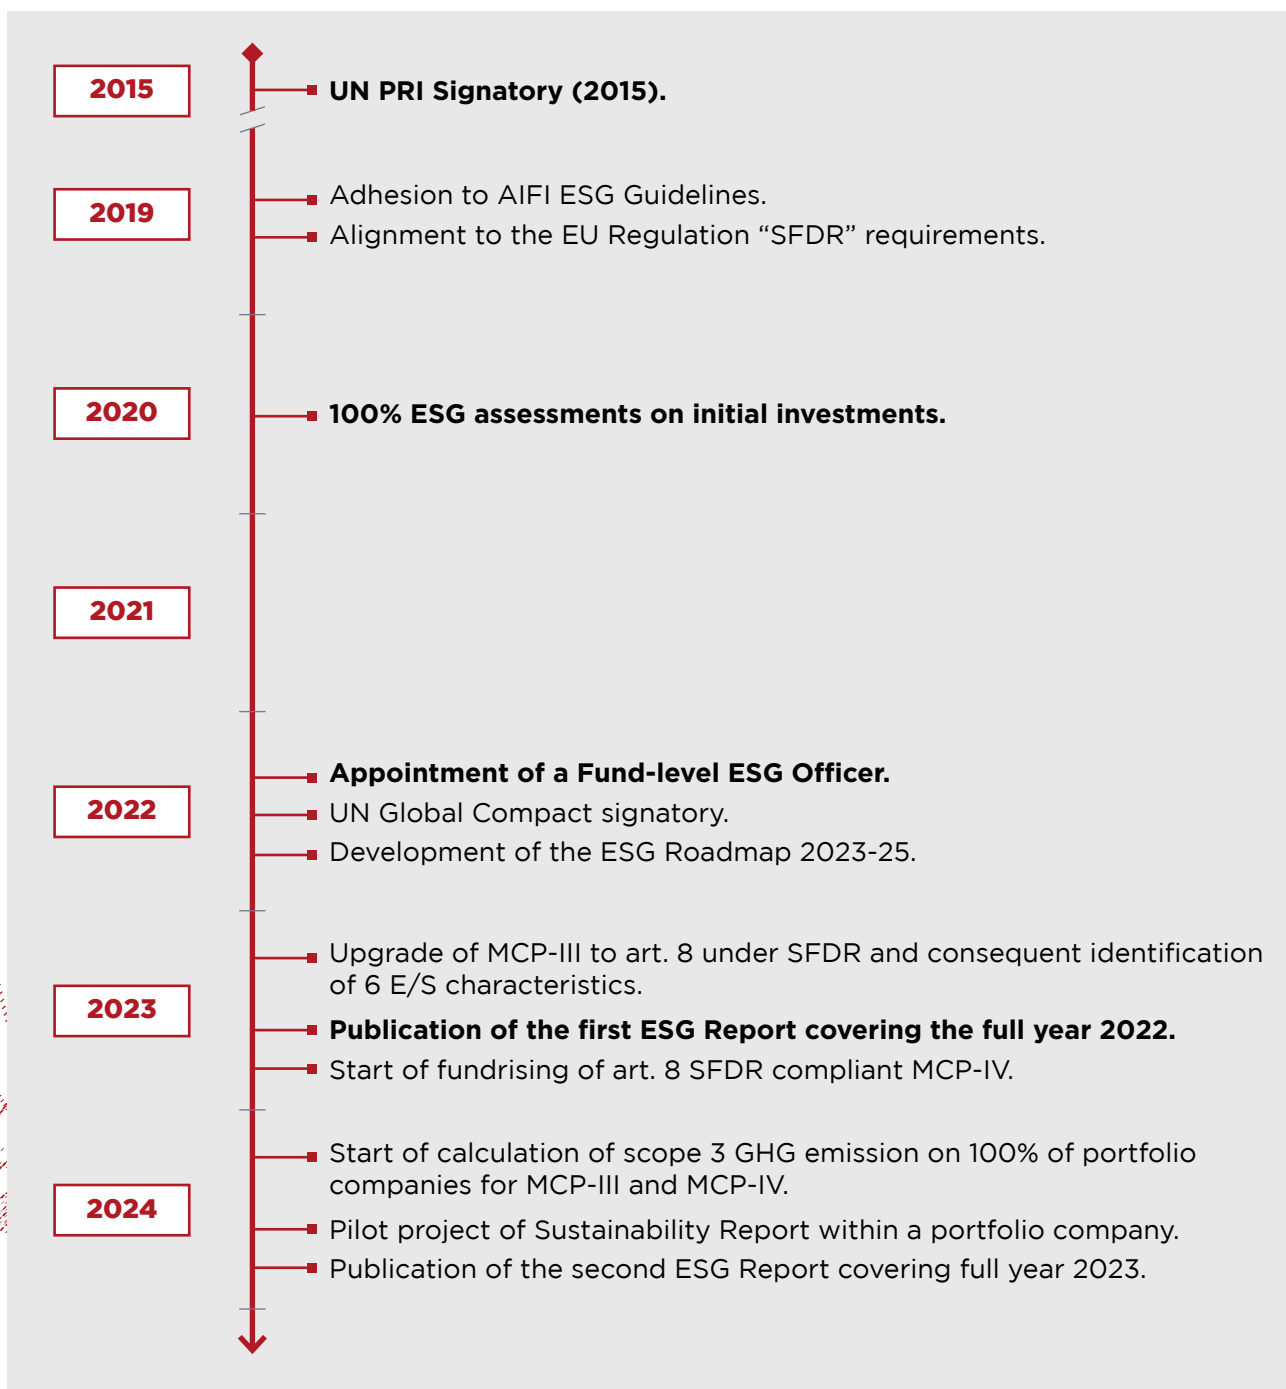 2015
UN PRI Signatory (2015).
2019
Adhesion to AIFI ESG Guidelines.
Alignment to the EU Regulation “SFDR” requirements.
2020
100% ESG assessments on initial investments.
2021
2022
Appointment of a Fund-level ESG Officer.
UN Global Compact signatory.
Development of the ESG Roadmap 2023-25.
2023
Upgrade of MCP-III to art. 8 under SFDR and consequent identification
of 6 E/S characteristics.
Publication of the first ESG Report covering the full year 2022.
Start of fundrising of art. 8 SFDR compliant MCP-IV.
2024
Start of calculation of scope 3 GHG emission on 100% of portfolio
companies for MCP-III and MCP-IV.
Pilot project of Sustainability Report within a portfolio company.
Publication of the second ESG Report covering full year 2023.